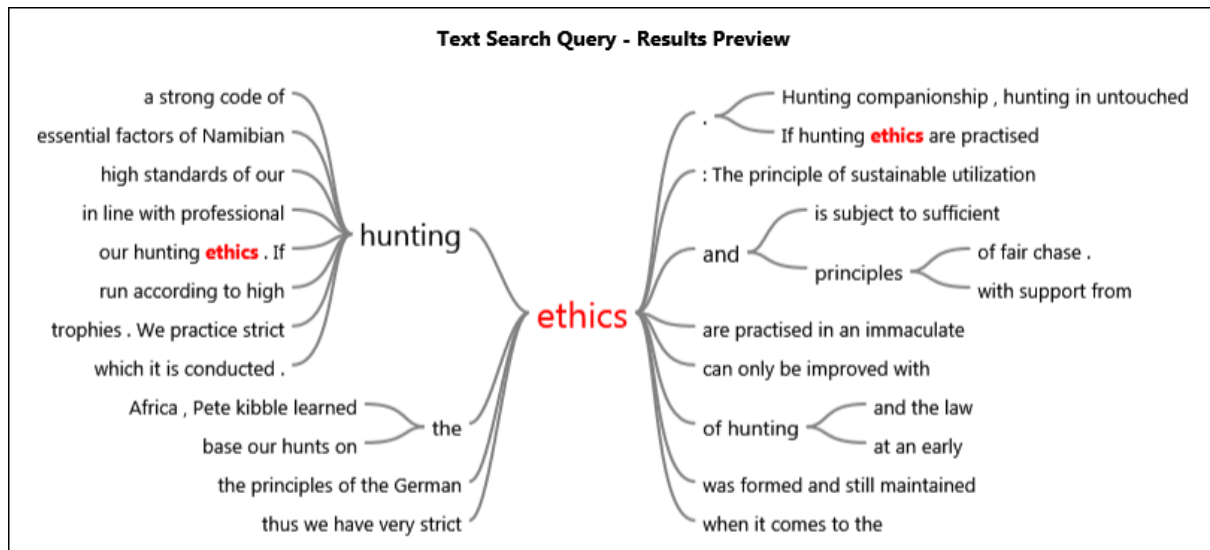 Text Search Query - Results Preview
a strong code of
essential factors of Namibian
high standards of our
in line with professional
our hunting ethics . If
run according to high
trophies . We practice strict
which it is conducted .
hunting
Africa , Pete kibble learned
base our hunts on
the
the principles of the German
thus we have very strict
ethics
.
Hunting companionship , hunting in untouched
If hunting ethics are practised
: The principle of sustainable utilization
and
is subject to sufficient
principles
of fair chase .
with support from
are practised in an immaculate
can only be improved with
of hunting
and the law
at an early
was formed and still maintained
when it comes to the